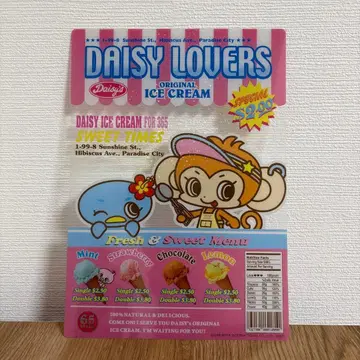 ★★★ 1-99-8 Sunshine St., Hibiscus Ave., Paradise City ★★★
DAISY LOVERS
Daisy's
ORIGINAL
ICE CREAM
SPECIAL
$2.00
DAISY ICE CREAM FOR 365
SWEET TIMES
1-99-8 Sunshine St.,
Hibiscus Ave., Paradise City
Fresh & Sweet Menu
Mint
Strawberry
Chocolate
Lemon
Single $2.50
Double $3.80
Single $2.50
Double $3.80
Single $2.50
Double $3.80
Single $2.50
Double $3.80
Nutrition Facts
100% NATURAL & DELICIOUS.
COME ON! I SERVE YOU DAISY'S ORIGINAL
ICE CREAM. I'M WAITING FOR YOU!!